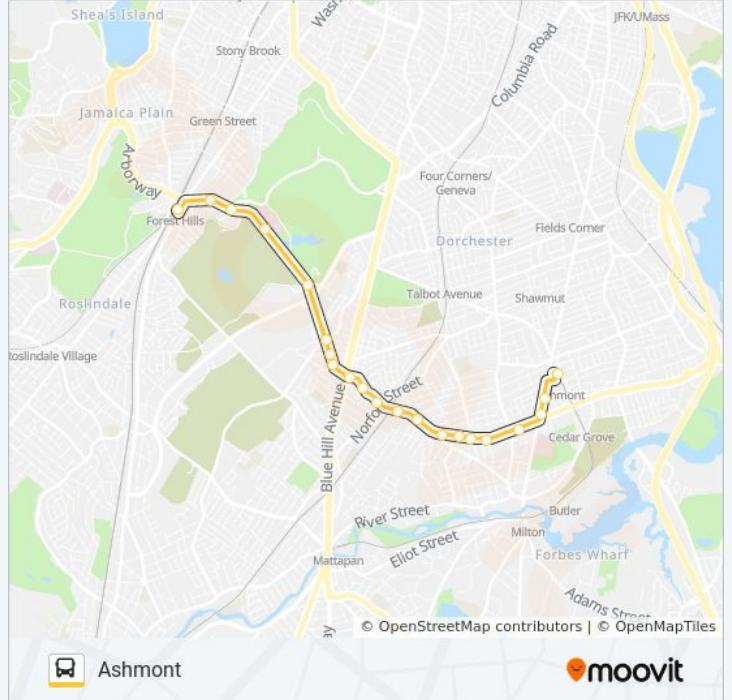 Shea's Island
JFK/UMass
Stony Brook
Columbia Road
Jamaica Plain
Green Street
Arborway
Four Corners/
Geneva
Forest Hills
Fields Corner
Dorchester
Talbot Avenue
Shawmut
Roslindale
Roslindale Village
Norfolk Street
Blue Hill Avenue
Cedar Grove
River Street
Butler
Milton
Eliot Street
Forbes Wharf
Mattapan
Adams Street
© OpenStreetMap contributors | © OpenMapTiles
Ashmont
moovit